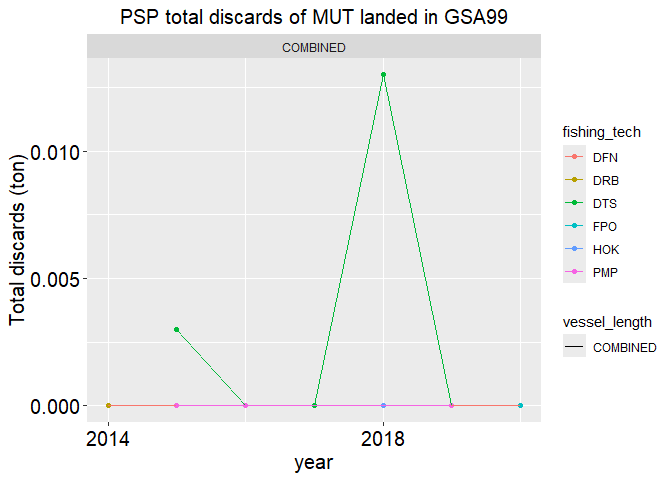 PSP total discards of MUT landed in GSA99
COMBINED
Total discards (ton)
0.010
0.005
0.000
2014
2018
year
fishing_tech
DFN
DRB
DTS
FPO
HOK
PMP
vessel_length
COMBINED